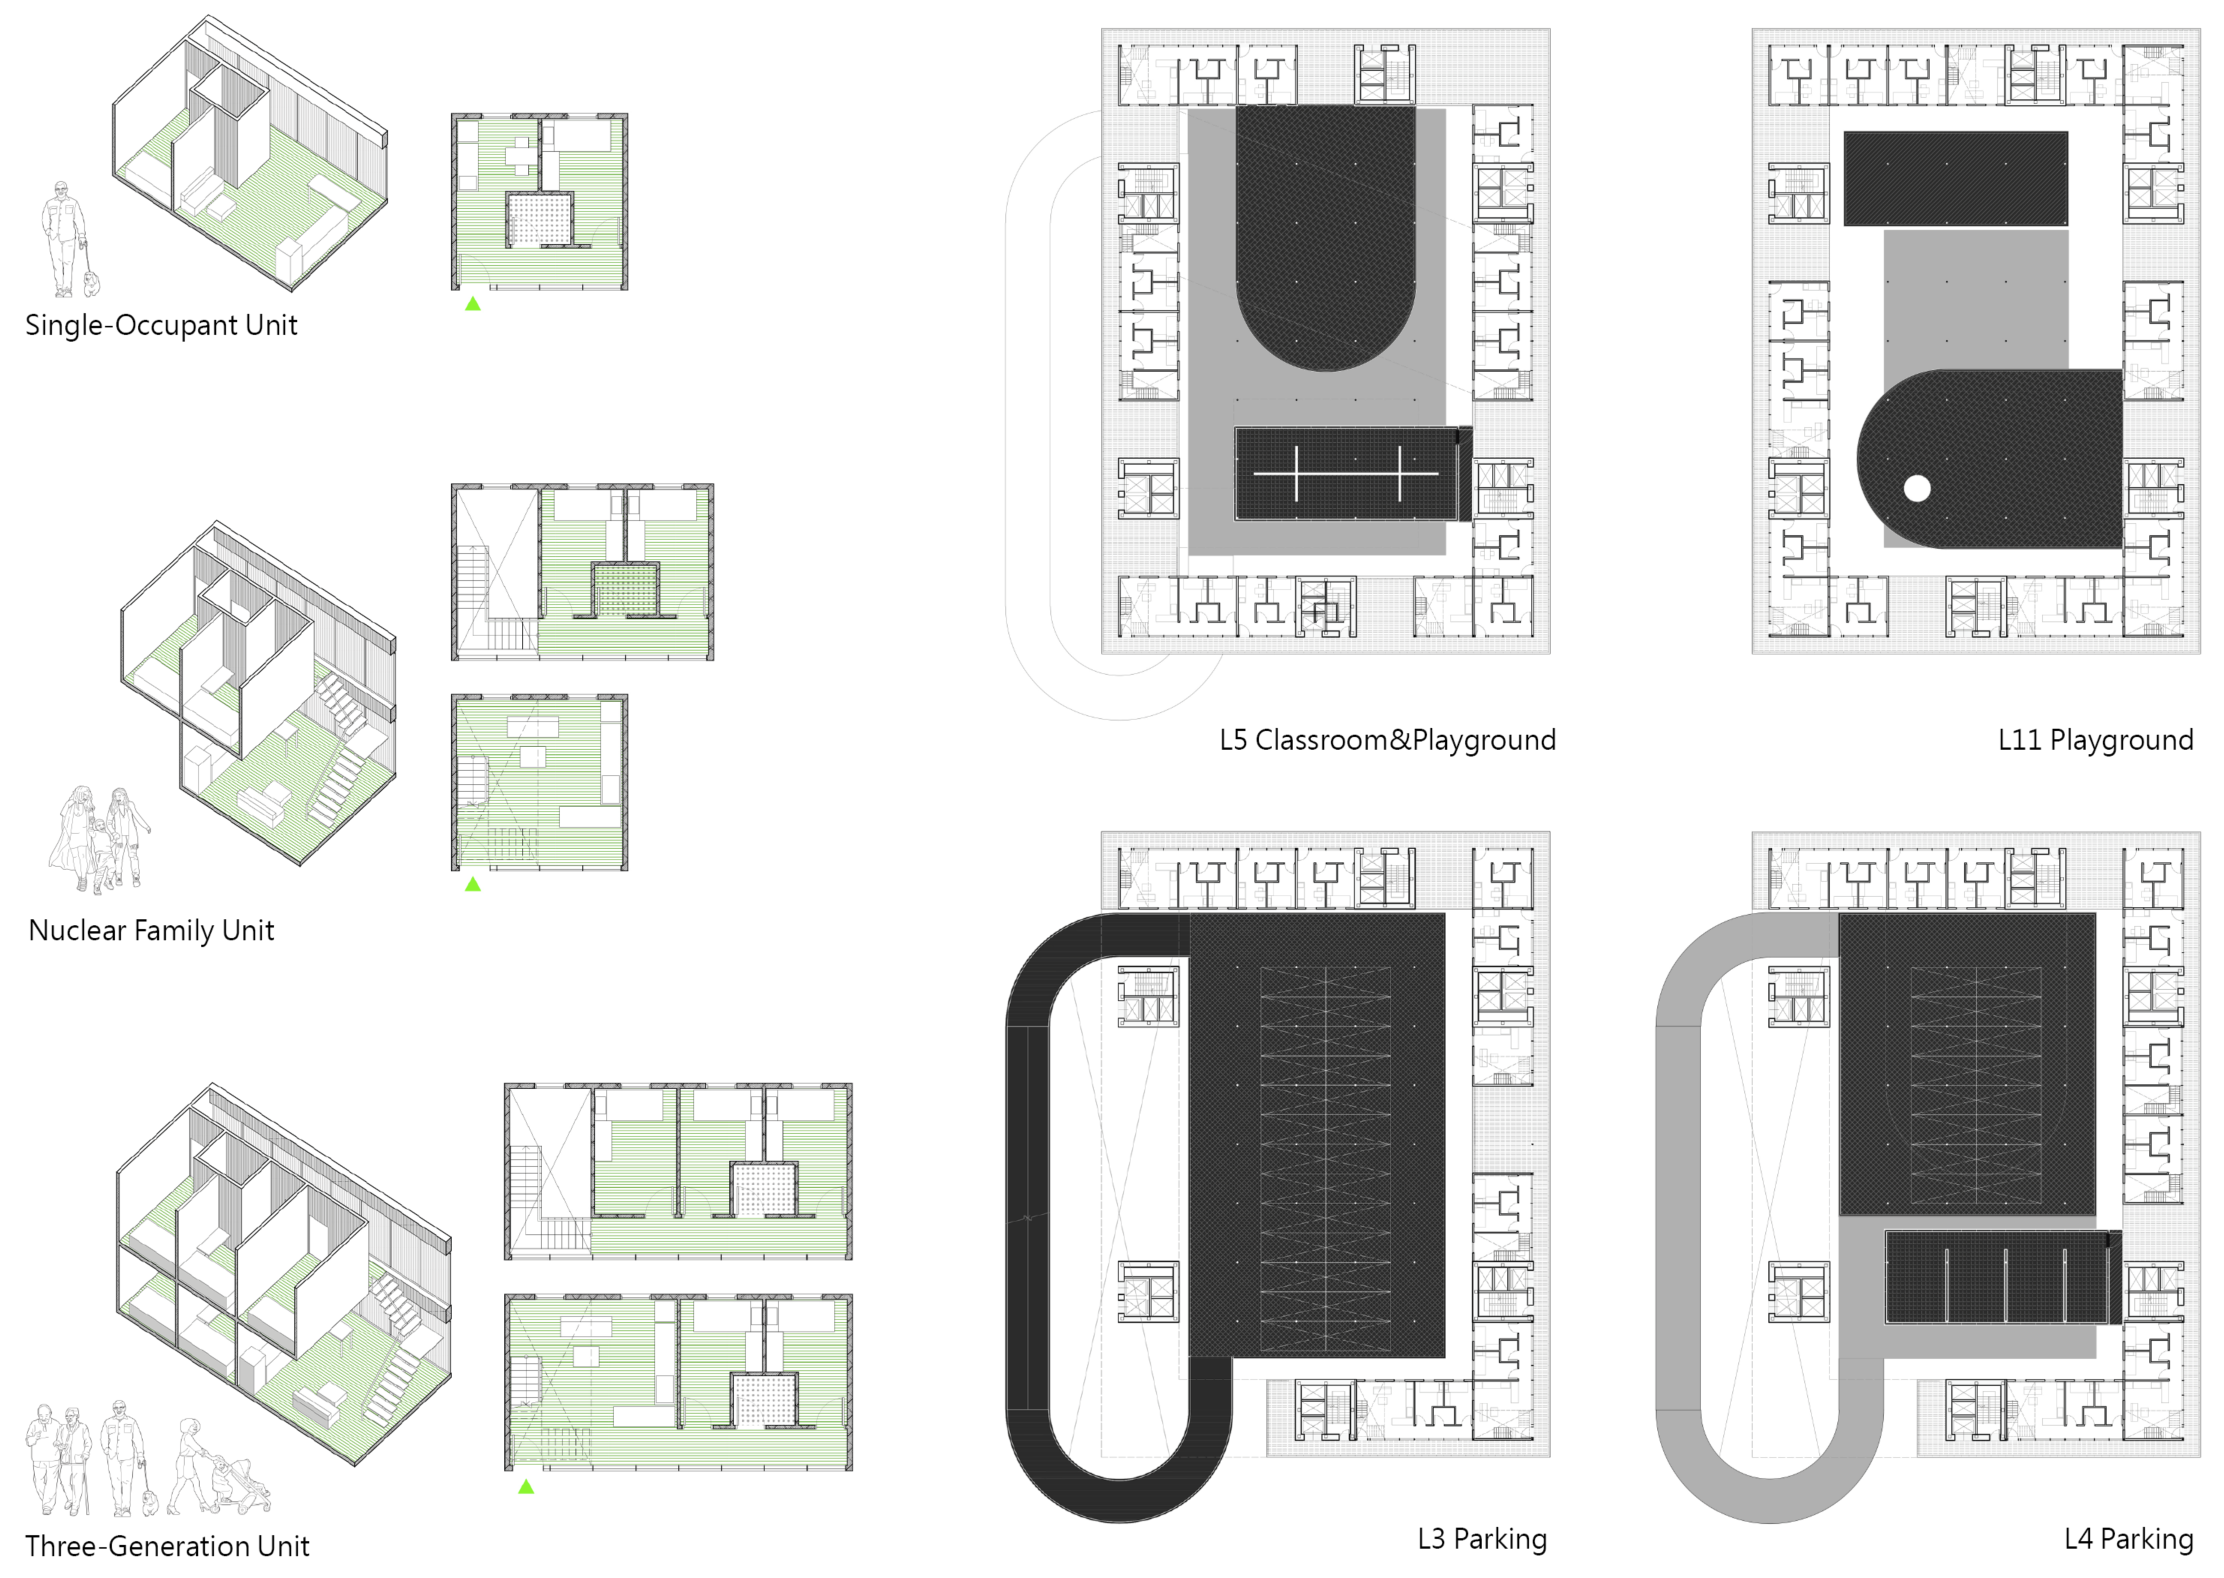 Single-Occupant Unit
Nuclear Family Unit
Three-Generation Unit
L5 Classroom&Playground
L11 Playground
L3 Parking
L4 Parking